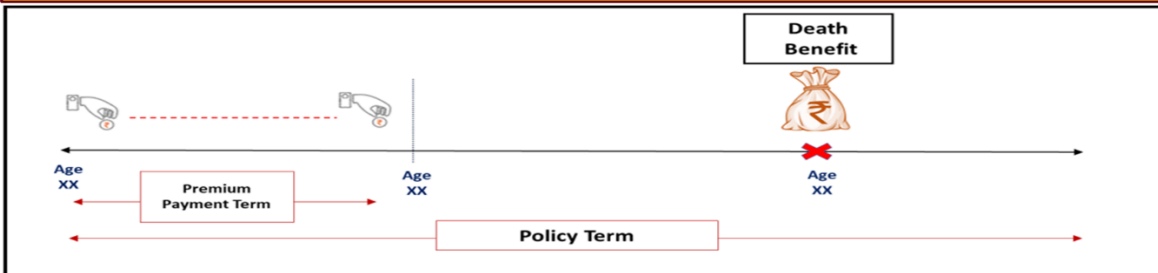 Death
Benefit
₹
₹
₹
Age
XX
Age
XX
Age
XX
Premium
Payment Term
Policy Term